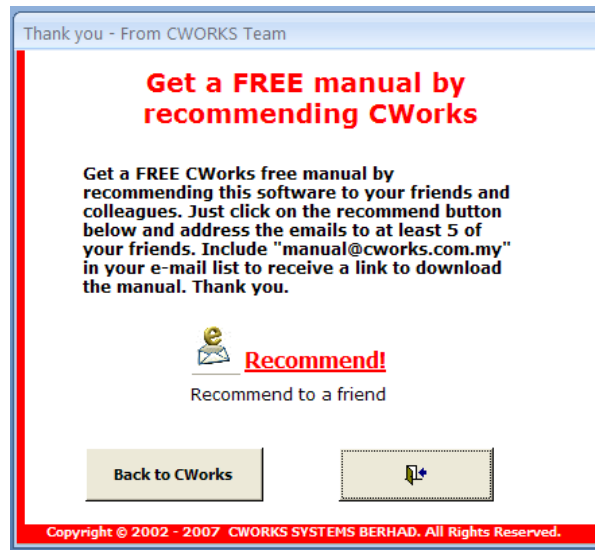 Thank you - From CWORKS Team
Get a FREE manual by
recommending CWorks
Get a FREE CWorks free manual by
recommending this software to your friends and
colleagues. Just click on the recommend button
below and address the emails to at least 5 of
your friends. Include "manual@cworks.com.my"
in your e-mail list to receive a link to download
the manual. Thank you.
Recommend!
Recommend to a friend
Back to CWorks
Copyright © 2002 - 2007 CWORKS SYSTEMS BERHAD. All Rights Reserved.